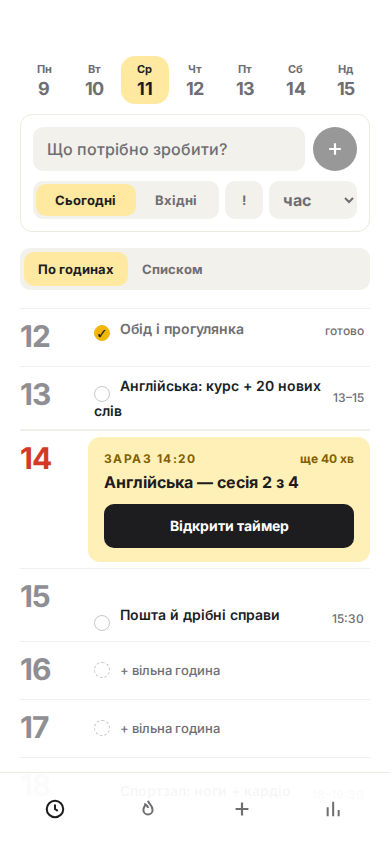 Пн Вт Ср Чт Пт Сб Нд
9 10 11 12 13 14 15
Що потрібно зробити?
Сьогодні Вхідні ! час
По годинах Списком
12 Обід і прогулянка готово
13 Англійська: курс + 20 нових
слів 13–15
14 ЗАРАЗ 14:20 ще 40 хв
Англійська — сесія 2 з 4
Відкрити таймер
15
Пошта й дрібні справи 15:30
16 + вільна година
17 + вільна година
18 Спортзал: ноги + кардіо